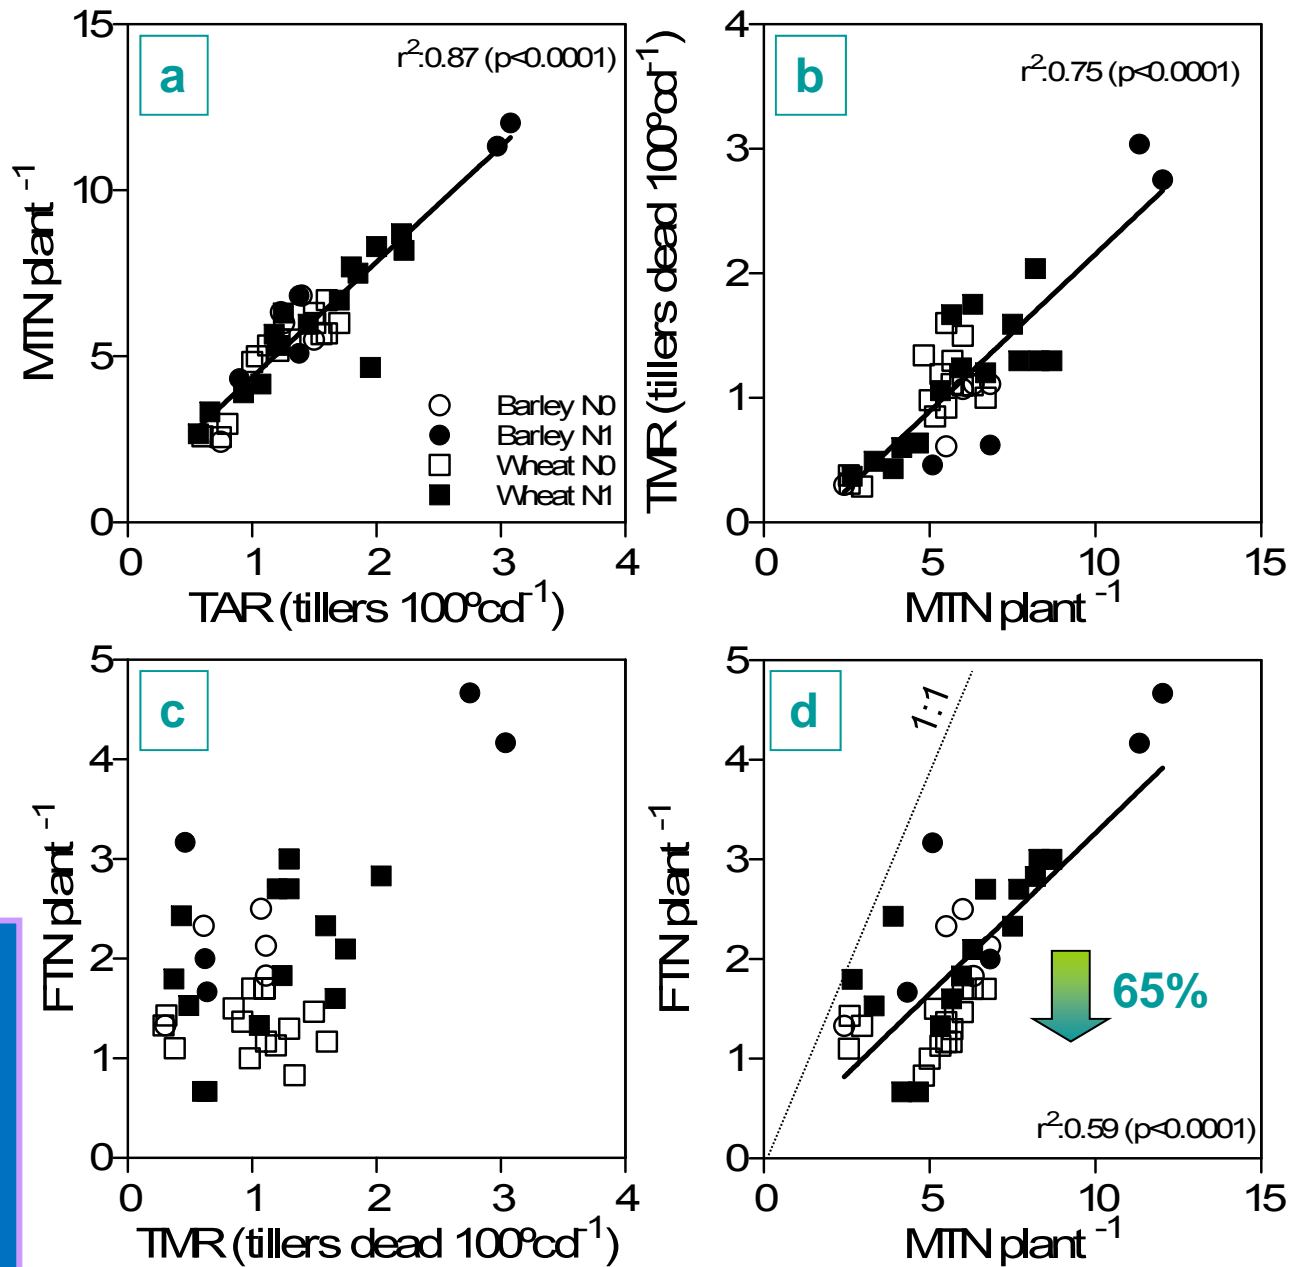 a
r²:0.87 (p<0.0001)
15
10
5
0
MTN plant⁻¹
Barley N0
Barley N1
Wheat N0
Wheat N1
0 1 2 3 4
TAR (tillers 100ºcd⁻¹)
b
r²:0.75 (p<0.0001)
4
3
2
1
0
TMR (tillers dead 100ºcd⁻¹)
0 5 10 15
MTN plant⁻¹
c
5
4
3
2
1
0
FTN plant⁻¹
0 1 2 3 4
TMR (tillers dead 100ºcd⁻¹)
d
1:1
5
4
3
2
1
0
FTN plant⁻¹
65%
r²:0.59 (p<0.0001)
0 5 10 15
MTN plant⁻¹